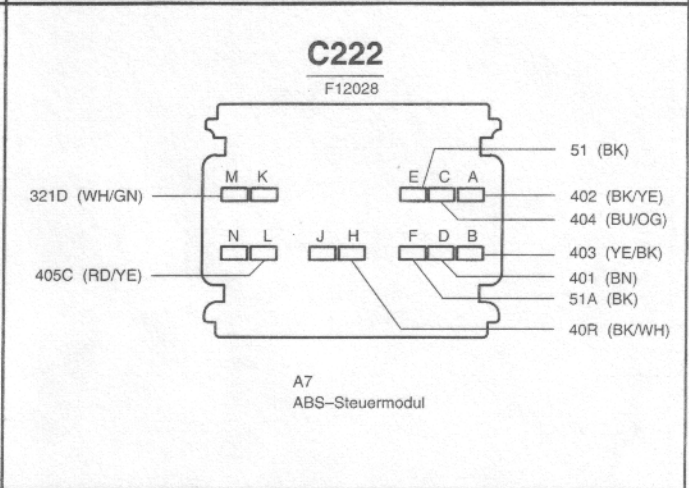 C222
F12028
51 (BK)
M K E C A
321D (WH/GN)
402 (BK/YE)
404 (BU/OG)
N L J H F D B
403 (YE/BK)
405C (RD/YE)
401 (BN)
51A (BK)
40R (BK/WH)
A7
ABS–Steuermodul